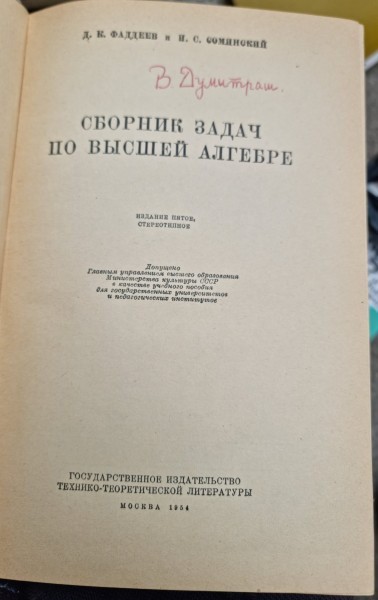 Д. К. ФАДДЕЕВ и И. С. СОМИНСКИЙ
В. Думитраш.
СБОРНИК ЗАДАЧ
ПО ВЫСШЕЙ АЛГЕБРЕ
ИЗДАНИЕ ПЯТОЕ,
СТЕРЕОТИПНОЕ
Допущено
Главным управлением высшего образования
Министерства культуры СССР
в качестве учебного пособия
для государственных университетов
и педагогических институтов
ГОСУДАРСТВЕННОЕ ИЗДАТЕЛЬСТВО
ТЕХНИКО-ТЕОРЕТИЧЕСКОЙ ЛИТЕРАТУРЫ
МОСКВА 1954